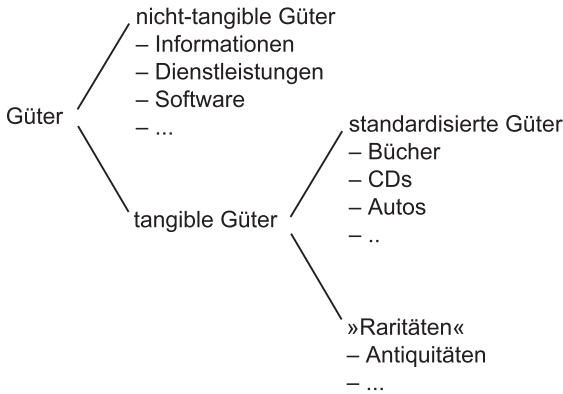 nicht-tangible Güter
– Informationen
– Dienstleistungen
– Software
– ...
Güter
standardisierte Güter
– Bücher
– CDs
– Autos
– ..
tangible Güter
»Raritäten«
– Antiquitäten
– ...